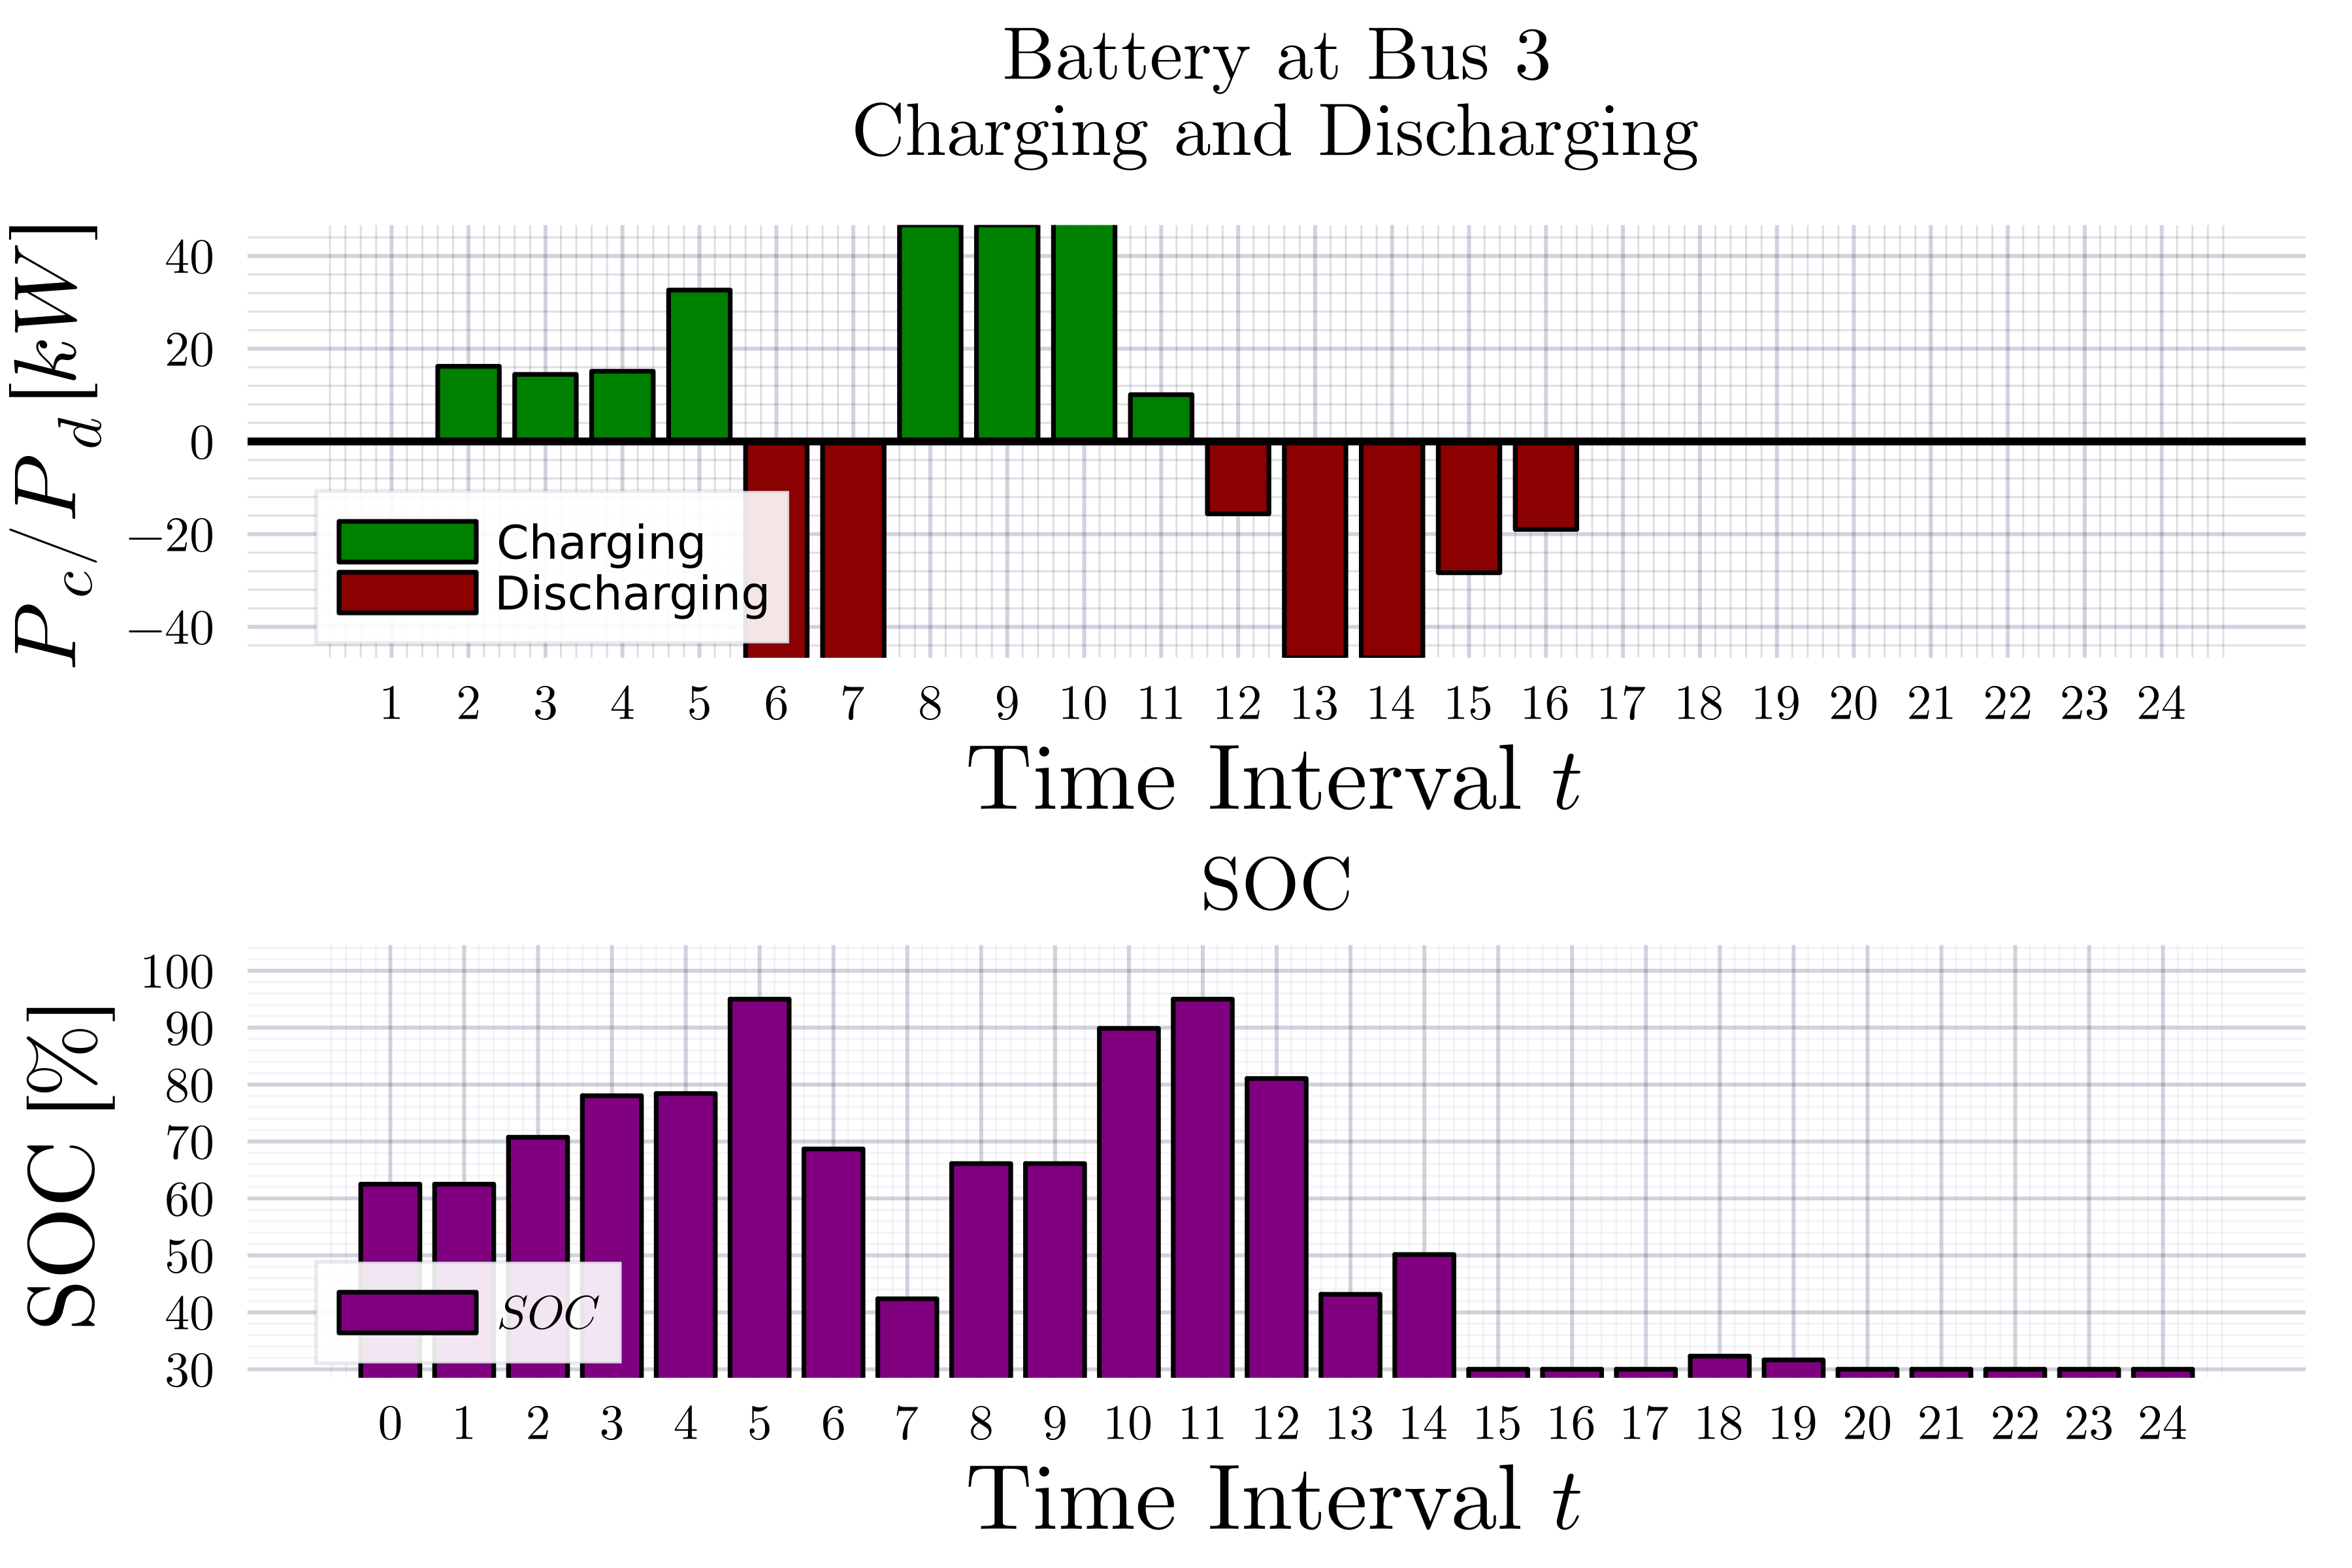 Battery at Bus 3
Charging and Discharging
P_c/P_d [kW]
40
20
0
−20
−40
Charging
Discharging
1 2 3 4 5 6 7 8 9 10 11 12 13 14 15 16 17 18 19 20 21 22 23 24
Time Interval t
SOC
SOC [%]
100
90
80
70
60
50
40
30
SOC
0 1 2 3 4 5 6 7 8 9 10 11 12 13 14 15 16 17 18 19 20 21 22 23 24
Time Interval t